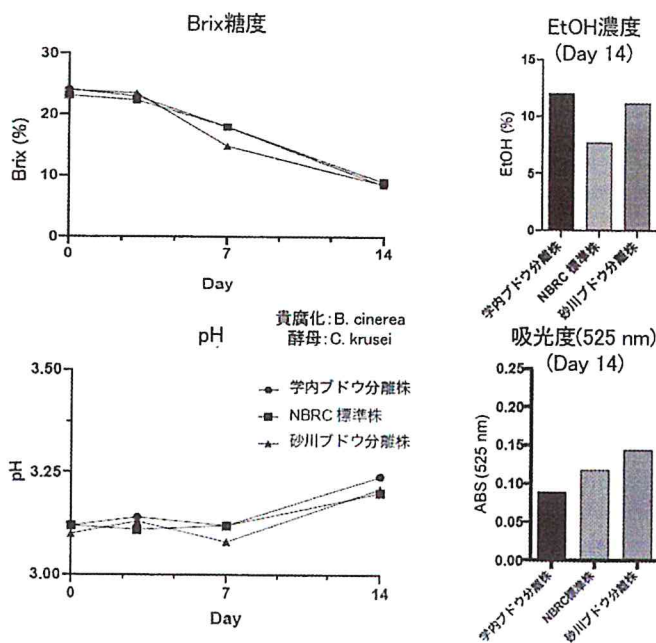 Brix糖度
30
20
10
0
Brix (%)
0
7
14
Day
EtOH濃度
(Day 14)
15
10
5
0
EtOH (%)
学内ブドウ分離株
NBRC 標準株
砂川ブドウ分離株
pH
貴腐化：B. cinerea
酵母：C. krusei
学内ブドウ分離株
NBRC 標準株
砂川ブドウ分離株
3.50
3.25
3.00
pH
0
7
14
Day
吸光度(525 nm)
(Day 14)
0.25
0.20
0.15
0.10
0.05
0.00
ABS (525 nm)
学内ブドウ分離株
NBRC標準株
砂川ブドウ分離株